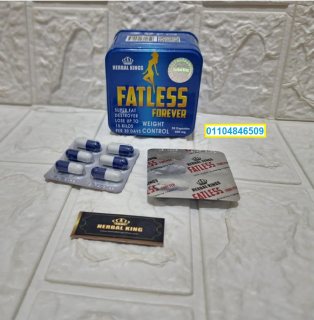 HERBAL KINGS
FATLESS
FOREVER
SUPER FAT
DESTROYER
LOSE UP TO
15 KILOS
PER 30 DAYS
WEIGHT
CONTROL
01104846509
FATLESS
FATLESS
HERBAL KING